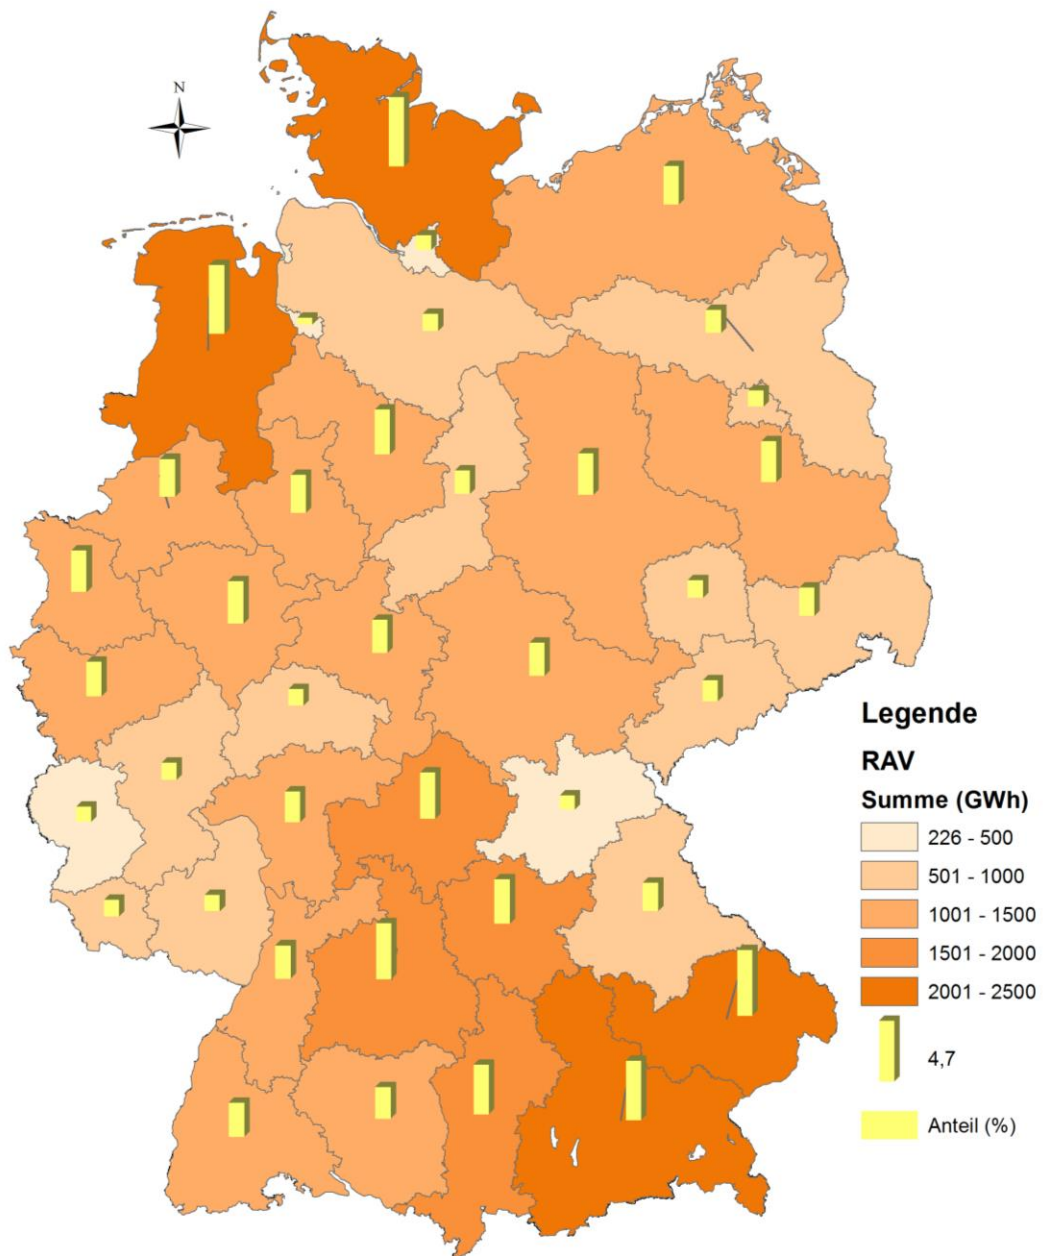 N
Legende
RAV
Summe (GWh)
226 - 500
501 - 1000
1001 - 1500
1501 - 2000
2001 - 2500
4,7
Anteil (%)